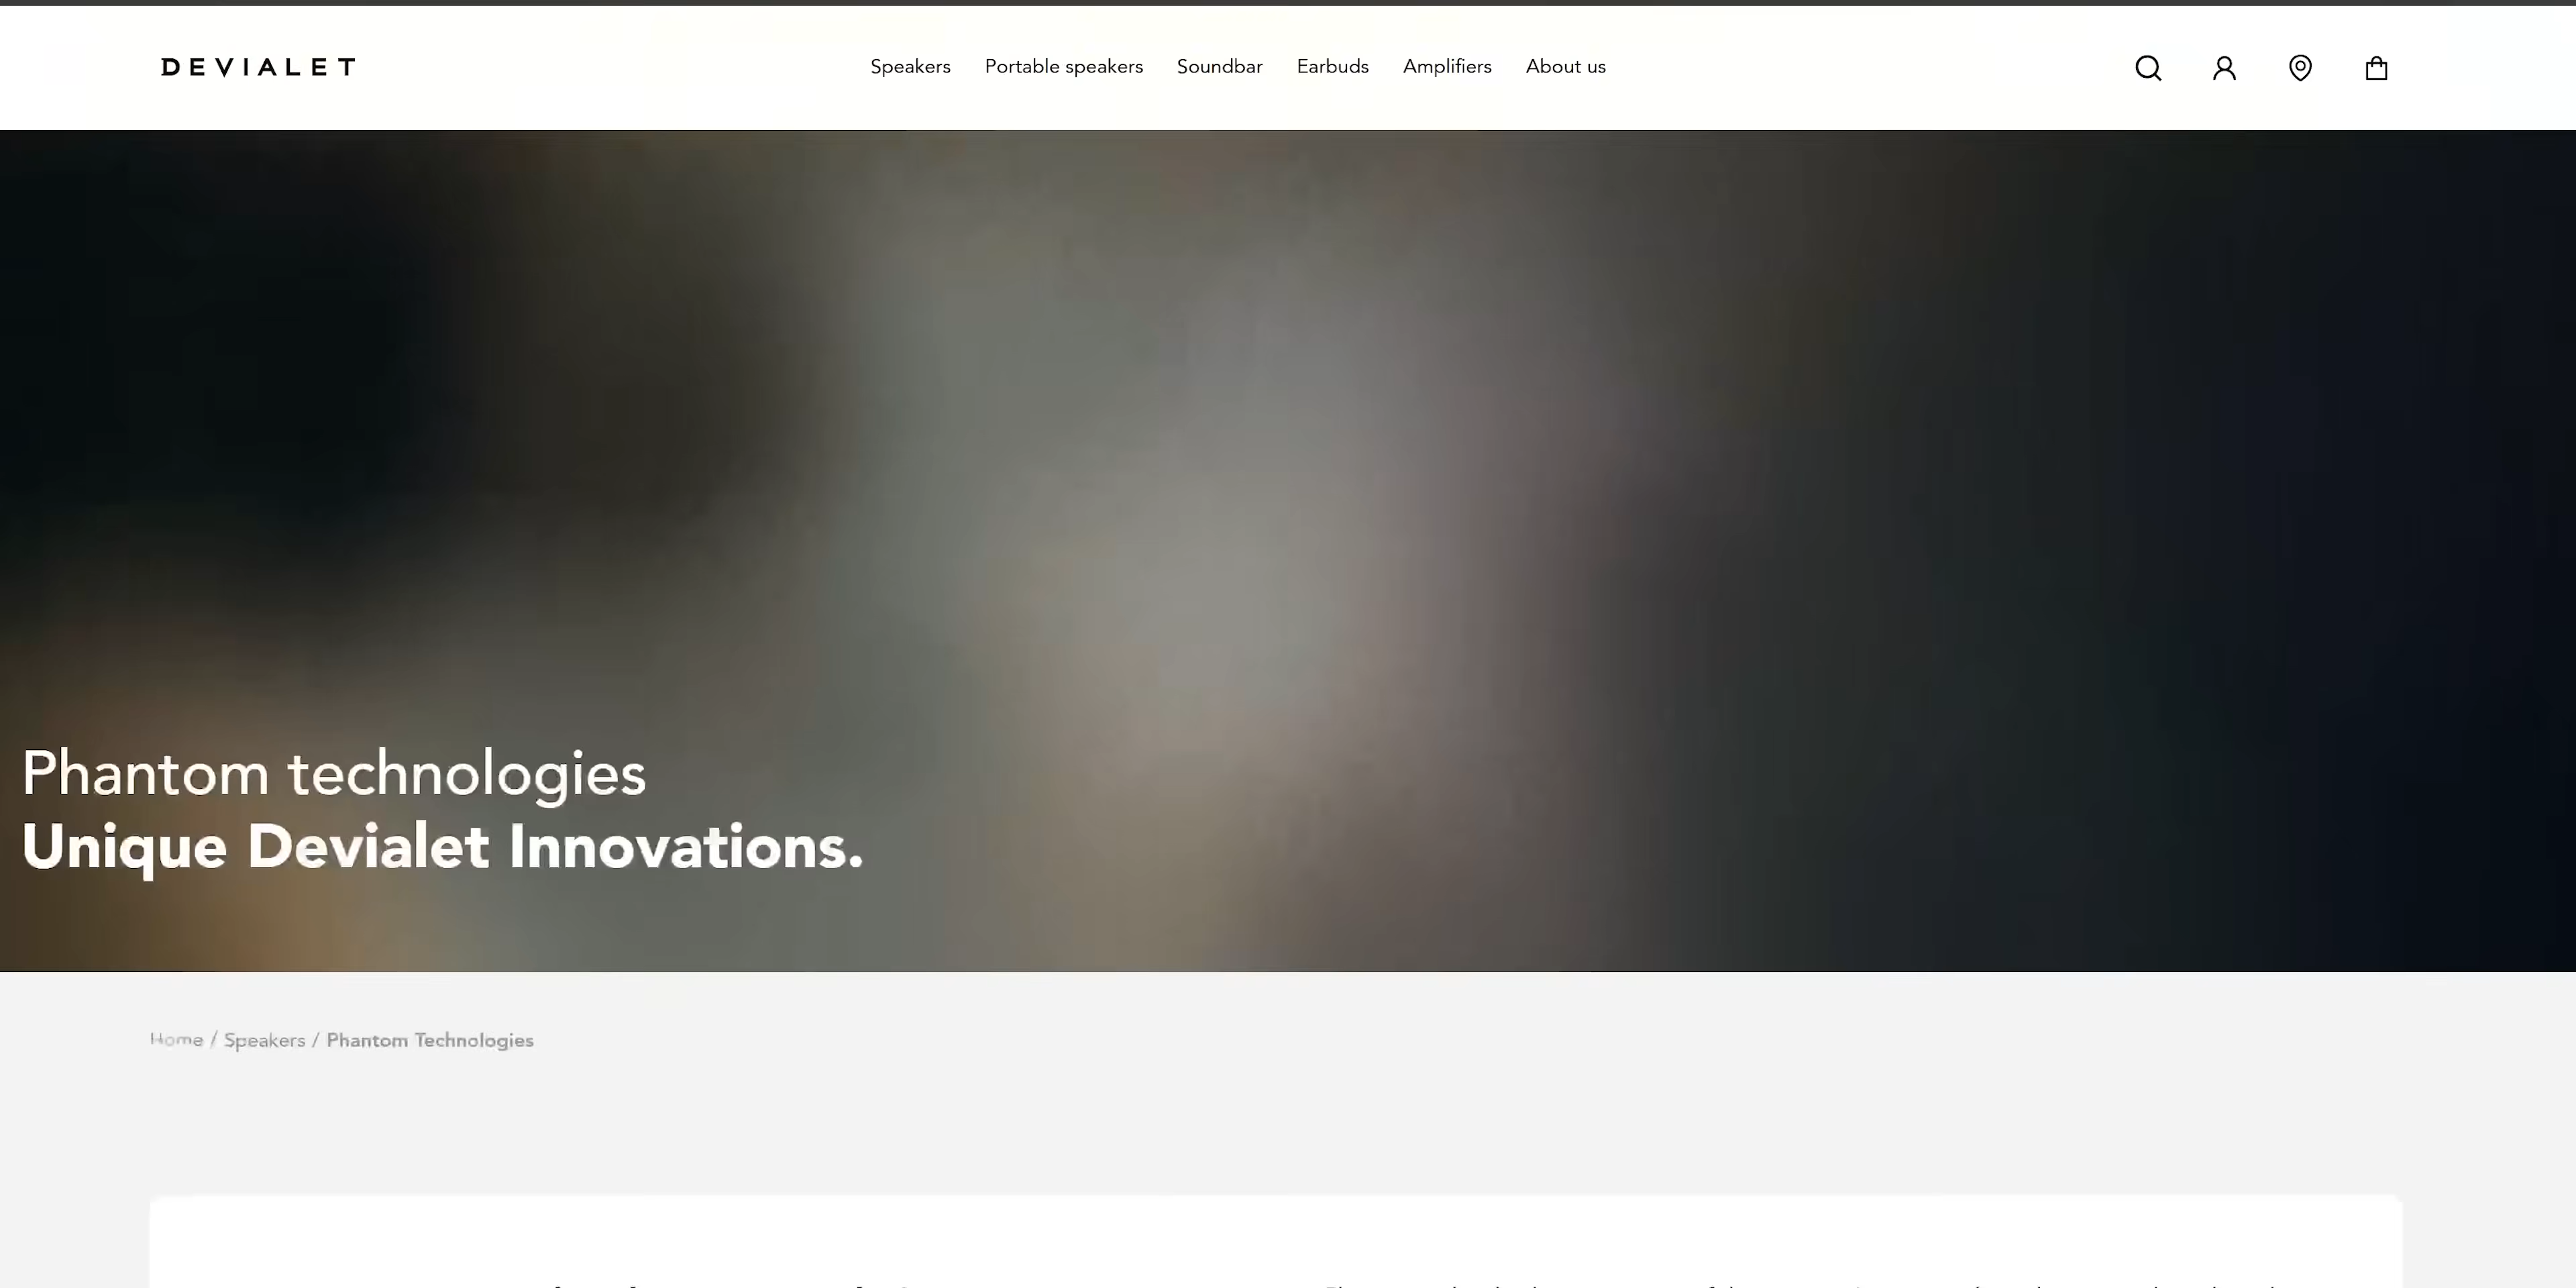 DEVIALET
Speakers Portable speakers Soundbar Earbuds Amplifiers About us
Phantom technologies
Unique Devialet Innovations.
Home / Speakers / Phantom Technologies